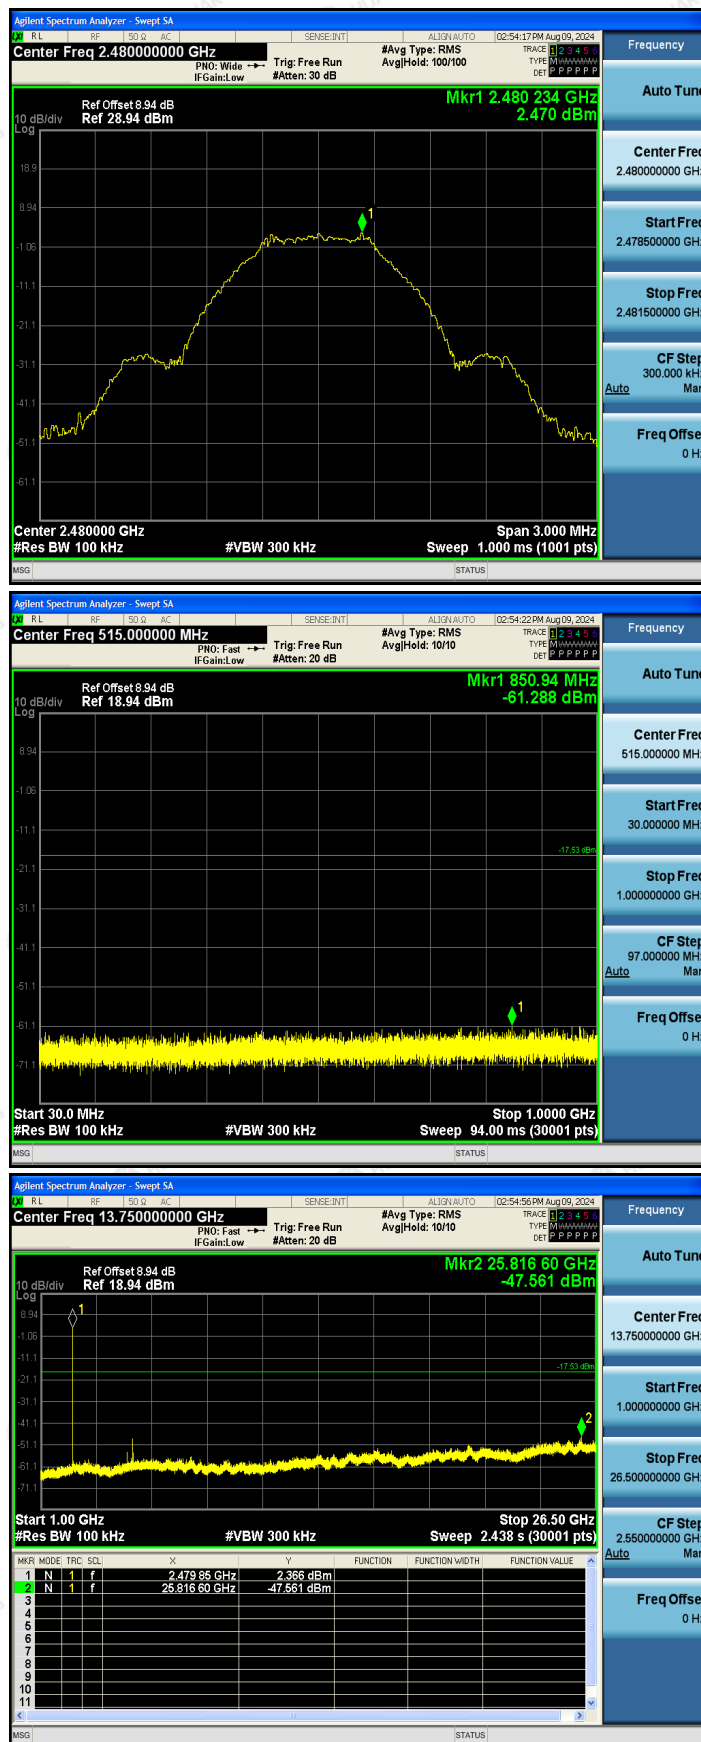 Agilent Spectrum Analyzer - Swept SA
LXI RL RF 50 Ω AC SENSE:INT ALIGNAUTO 02:54:17PM Aug 09, 2024
Center Freq 2.480000000 GHz
PNO: Wide
IFGain:Low
Trig: Free Run
#Atten: 30 dB
#Avg Type: RMS
Avg|Hold: 100/100
TRACE 1 2 3 4 5 6
TYPE M
DET P P P P P P
Frequency
Auto Tune
Mkr1 2.480 234 GHz
2.470 dBm
Ref Offset 8.94 dB
10 dB/div Ref 28.94 dBm
Log
18.9
8.94
-1.06
-11.1
-21.1
-31.1
-41.1
-51.1
-61.1
1
Center Freq
2.480000000 GHz
Start Freq
2.478500000 GHz
Stop Freq
2.481500000 GHz
CF Step
300.000 kHz
Auto Man
Freq Offset
0 Hz
Center 2.480000 GHz Span 3.000 MHz
#Res BW 100 kHz #VBW 300 kHz Sweep 1.000 ms (1001 pts)
MSG STATUS
Agilent Spectrum Analyzer - Swept SA
LXI RL RF 50 Ω AC SENSE:INT ALIGNAUTO 02:54:22PM Aug 09, 2024
Center Freq 515.000000 MHz
PNO: Fast
IFGain:Low
Trig: Free Run
#Atten: 20 dB
#Avg Type: RMS
Avg|Hold: 10/10
TRACE 1 2 3 4 5 6
TYPE M
DET P P P P P P
Frequency
Auto Tune
Mkr1 850.94 MHz
-61.288 dBm
Ref Offset 8.94 dB
10 dB/div Ref 18.94 dBm
Log
8.94
-1.06
-11.1
-21.1
-31.1
-41.1
-51.1
-61.1
-71.1
-17.53 dBm
1
Center Freq
515.000000 MHz
Start Freq
30.000000 MHz
Stop Freq
1.000000000 GHz
CF Step
97.000000 MHz
Auto Man
Freq Offset
0 Hz
Start 30.0 MHz Stop 1.0000 GHz
#Res BW 100 kHz #VBW 300 kHz Sweep 94.00 ms (30001 pts)
MSG STATUS
Agilent Spectrum Analyzer - Swept SA
LXI RL RF 50 Ω AC SENSE:INT ALIGNAUTO 02:54:56PM Aug 09, 2024
Center Freq 13.750000000 GHz
PNO: Fast
IFGain:Low
Trig: Free Run
#Atten: 20 dB
#Avg Type: RMS
Avg|Hold: 10/10
TRACE 1 2 3 4 5 6
TYPE M
DET P P P P P P
Frequency
Auto Tune
Mkr2 25.816 60 GHz
-47.561 dBm
Ref Offset 8.94 dB
10 dB/div Ref 18.94 dBm
Log
8.94
-1.06
-11.1
-21.1
-31.1
-41.1
-51.1
-61.1
-71.1
-17.53 dBm
1
2
Center Freq
13.750000000 GHz
Start Freq
1.000000000 GHz
Stop Freq
26.500000000 GHz
CF Step
2.550000000 GHz
Auto Man
Freq Offset
0 Hz
Start 1.00 GHz Stop 26.50 GHz
#Res BW 100 kHz #VBW 300 kHz Sweep 2.438 s (30001 pts)
MKR MODE TRC SCL X Y FUNCTION FUNCTION WIDTH FUNCTION VALUE
1 N 1 f 2.479 85 GHz 2.366 dBm
2 N 1 f 25.816 60 GHz -47.561 dBm
3
4
5
6
7
8
9
10
11
MSG STATUS